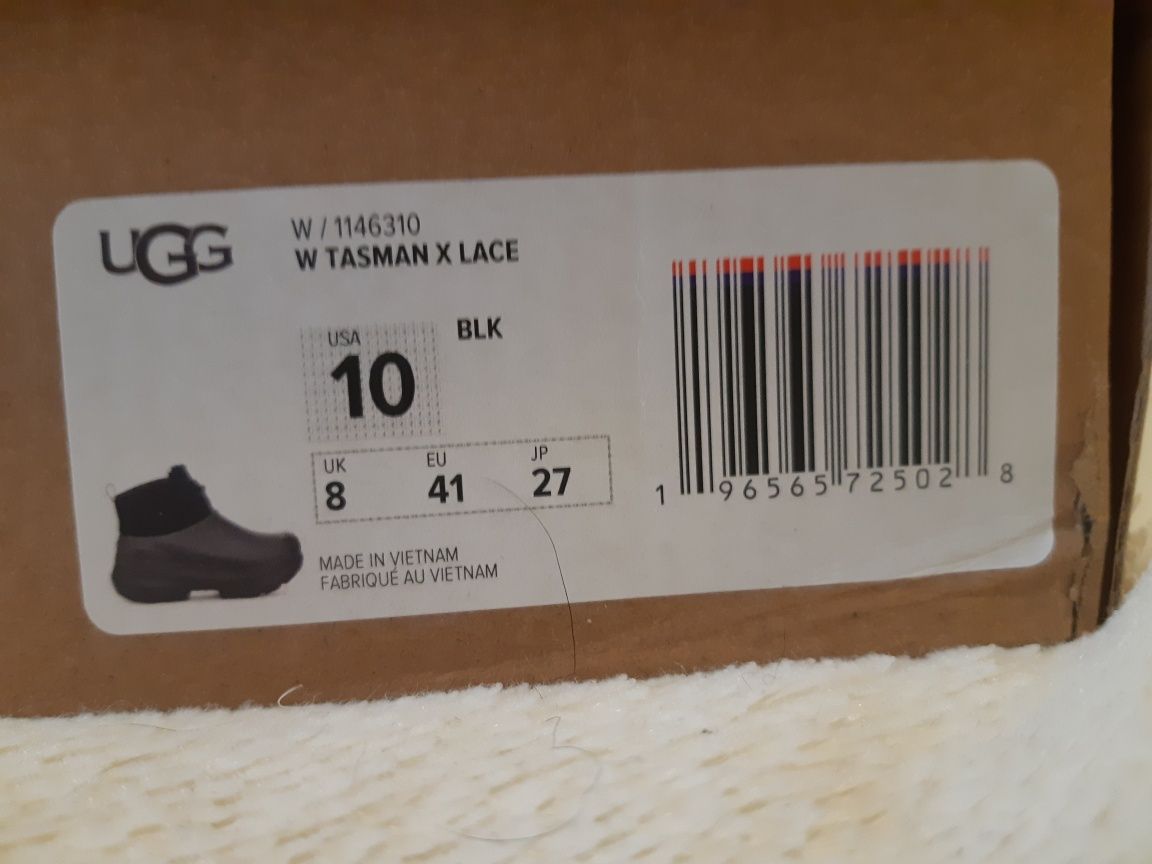 UGG
W / 1146310
W TASMAN X LACE
USA
10
BLK
UK EU JP
8 41 27
MADE IN VIETNAM
FABRIQUÉ AU VIETNAM
1 96565 72502 8